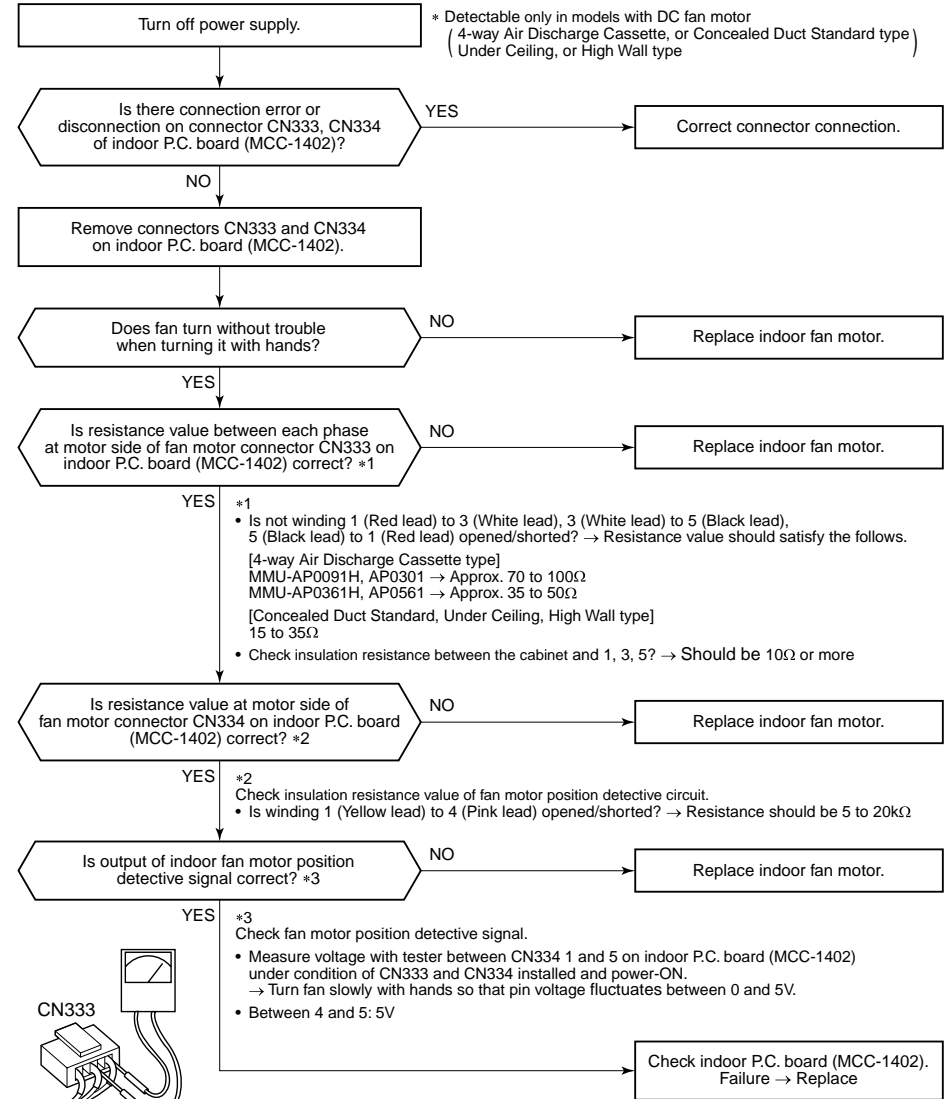 Turn off power supply.
∗ Detectable only in models with DC fan motor
( 4-way Air Discharge Cassette, or Concealed Duct Standard type )
Under Ceiling, or High Wall type
Is there connection error or
disconnection on connector CN333, CN334
of indoor P.C. board (MCC-1402)?
YES
Correct connector connection.
NO
Remove connectors CN333 and CN334
on indoor P.C. board (MCC-1402).
Does fan turn without trouble
when turning it with hands?
NO
Replace indoor fan motor.
YES
Is resistance value between each phase
at motor side of fan motor connector CN333 on
indoor P.C. board (MCC-1402) correct? ∗1
NO
Replace indoor fan motor.
YES
∗1
• Is not winding 1 (Red lead) to 3 (White lead), 3 (White lead) to 5 (Black lead),
5 (Black lead) to 1 (Red lead) opened/shorted? → Resistance value should satisfy the follows.
[4-way Air Discharge Cassette type]
MMU-AP0091H, AP0301 → Approx. 70 to 100Ω
MMU-AP0361H, AP0561 → Approx. 35 to 50Ω
[Concealed Duct Standard, Under Ceiling, High Wall type]
15 to 35Ω
• Check insulation resistance between the cabinet and 1, 3, 5? → Should be 10Ω or more
Is resistance value at motor side of
fan motor connector CN334 on indoor P.C. board
(MCC-1402) correct? ∗2
NO
Replace indoor fan motor.
YES
∗2
Check insulation resistance value of fan motor position detective circuit.
• Is winding 1 (Yellow lead) to 4 (Pink lead) opened/shorted? → Resistance should be 5 to 20kΩ
Is output of indoor fan motor position
detective signal correct? ∗3
NO
Replace indoor fan motor.
YES
∗3
Check fan motor position detective signal.
• Measure voltage with tester between CN334 1 and 5 on indoor P.C. board (MCC-1402)
under condition of CN333 and CN334 installed and power-ON.
→ Turn fan slowly with hands so that pin voltage fluctuates between 0 and 5V.
• Between 4 and 5: 5V
CN333
Check indoor P.C. board (MCC-1402).
Failure → Replace